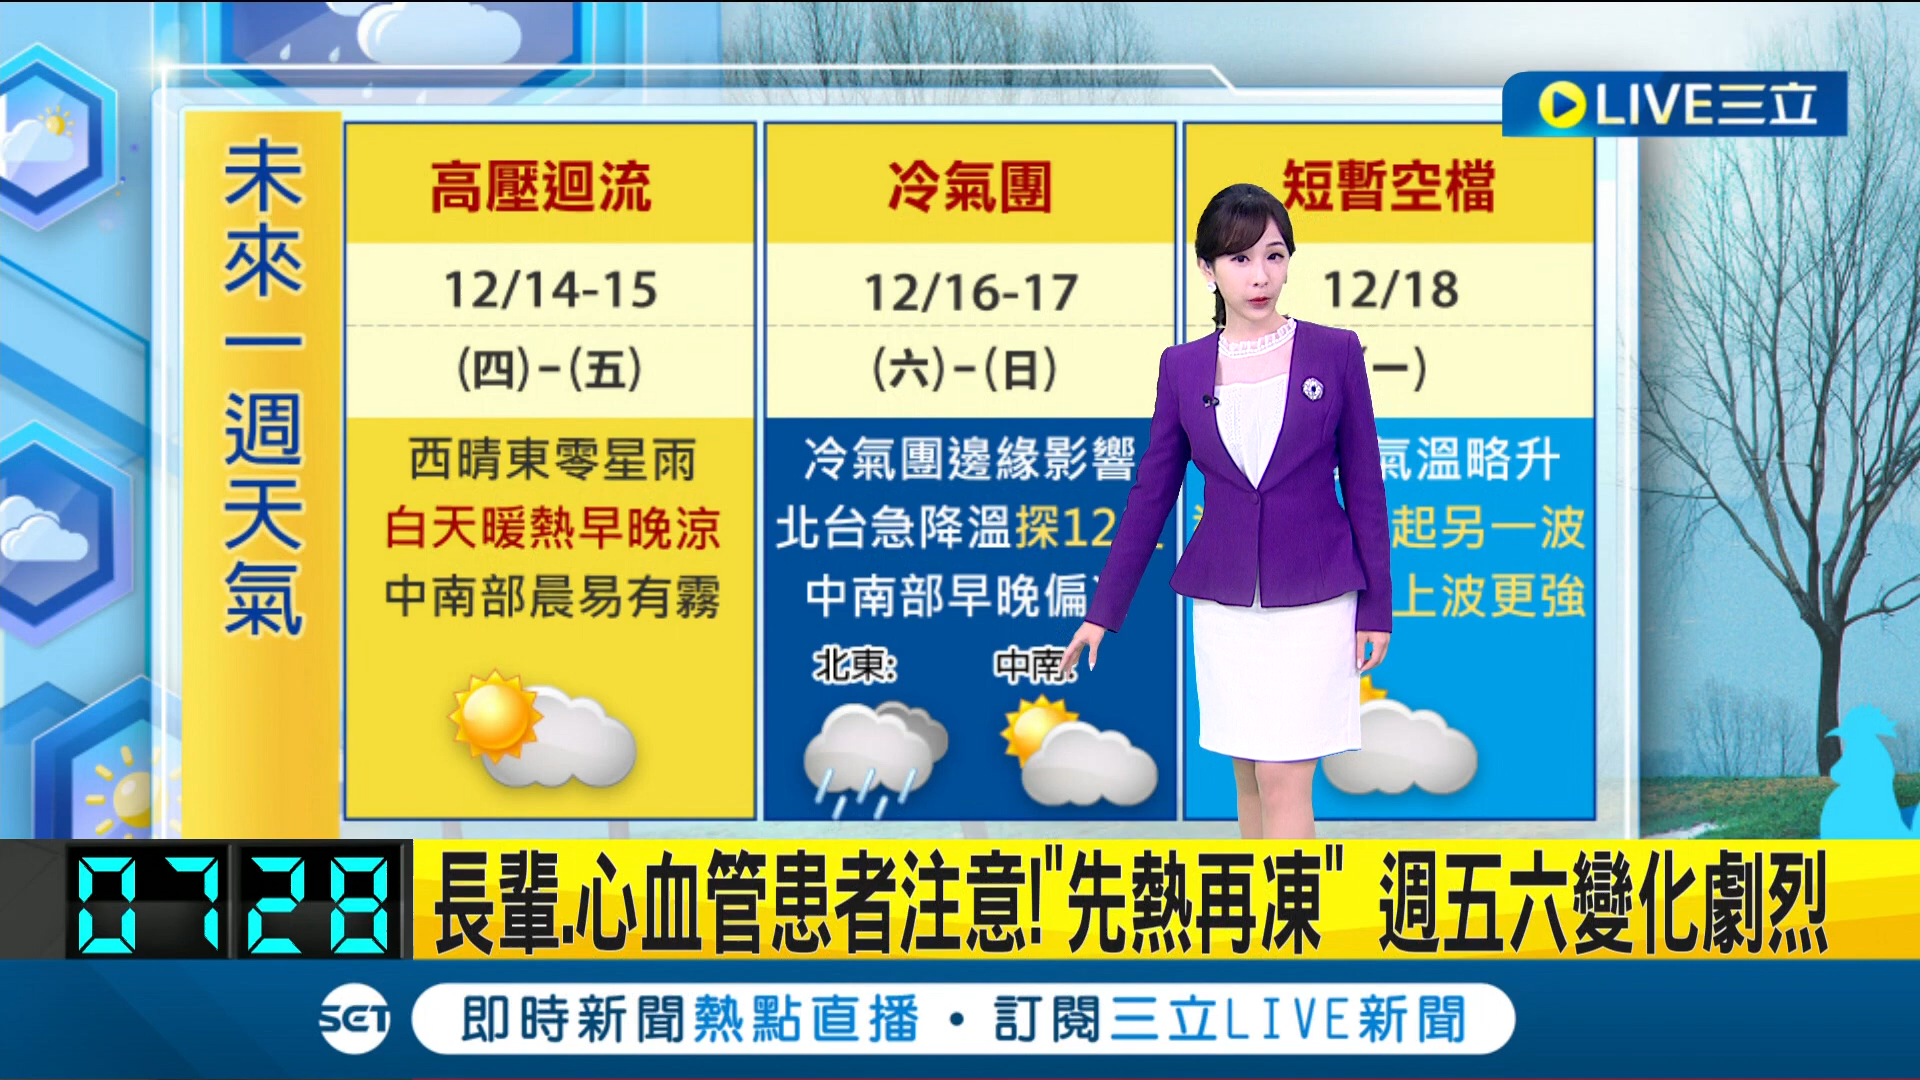 LIVE三立
未來一週天氣
高壓迴流
12/14-15
(四)-(五)
西晴東零星雨
白天暖熱早晚涼
中南部晨易有霧
冷氣團
12/16-17
(六)-(日)
冷氣團邊緣影響
北台急降溫探12
中南部早晚偏
北東:
中南:
短暫空檔
12/18
一)
氣溫略升
起另一波
上波更強
0728
長輩.心血管患者注意!"先熱再凍" 週五六變化劇烈
SET
即時新聞熱點直播・訂閱三立LIVE新聞